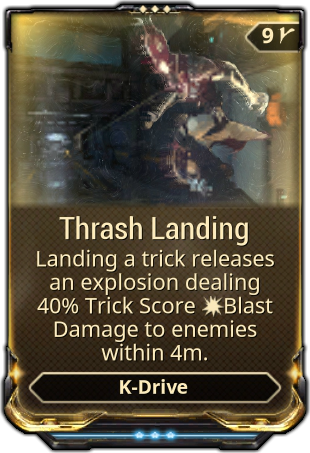 9
Thrash Landing
Landing a trick releases
an explosion dealing
40% Trick Score Blast
Damage to enemies
within 4m.
K-Drive